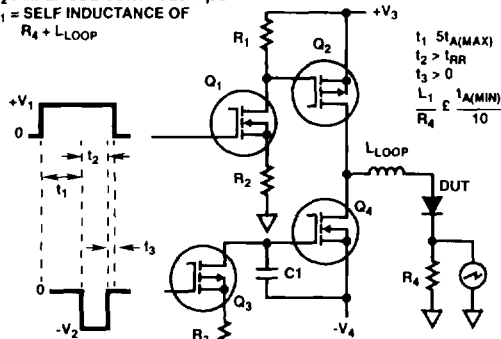 1 = SELF INDUCTANCE OF
R4 + LLOOP
+V3
R1
Q2
t1 5tA(MAX)
t2 > tRR
t3 > 0
L1
R4
£
tA(MIN)
10
Q1
+V1
0
t2
t1
R2
LLOOP
DUT
Q4
t3
C1
R4
0
Q3
-V2
-V4